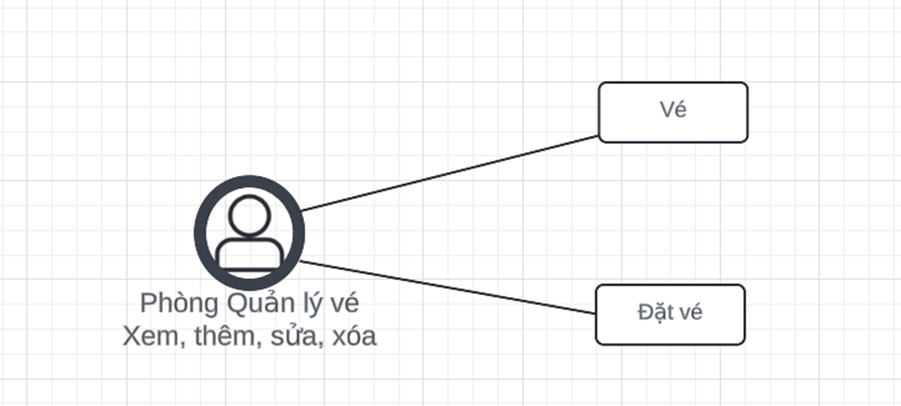 Vé
Phòng Quản lý vé
Xem, thêm, sửa, xóa
Đặt vé